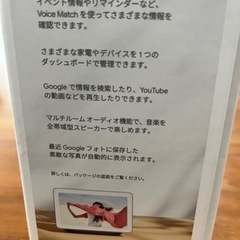 イベント情報やリマインダーなど、
Voice Match を使ってさまざまな情報を
確認できます。
さまざまな家電やデバイスを 1 つの
ダッシュボードで管理できます。
Google で情報を検索したり、YouTube
の動画などを再生したりできます。
マルチルーム オーディオ機能で、音楽を
全帯域型スピーカーで楽しめます。
最近 Google フォトに保存した
素敵な写真が自動的に表示されます。
詳しくは、パッケージの底面をご覧ください。